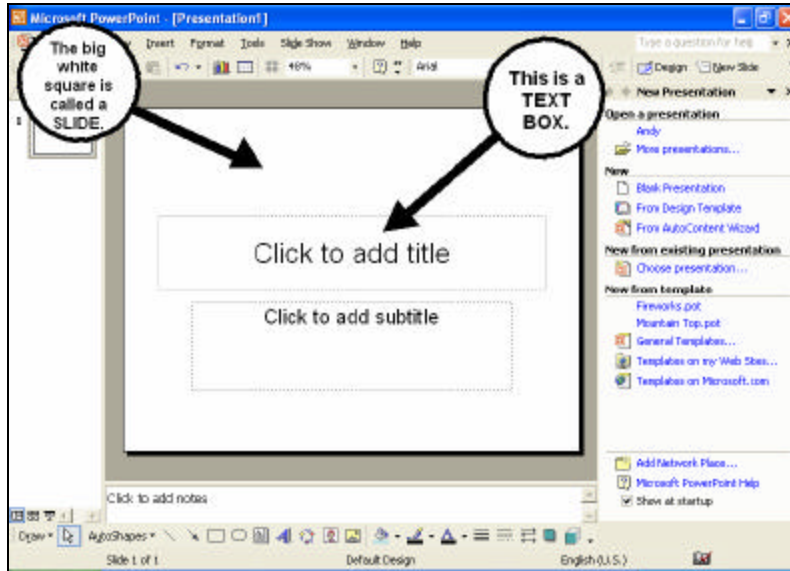 Microsoft PowerPoint - [Presentation1]
Insert Format Tools Slide Show Window Help
Type a question for help
46%
Arial
Design New Slide
The big
white
square is
called a
SLIDE.
This is a
TEXT
BOX.
1
Click to add title
Click to add subtitle
Click to add notes
New Presentation
Open a presentation
Andy
More presentations...
New
Blank Presentation
From Design Template
From AutoContent Wizard
New from existing presentation
Choose presentation...
New from template
Fireworks.pot
Mountain Top.pot
General Templates...
Templates on my Web Sites...
Templates on Microsoft.com
Add Network Place...
Microsoft PowerPoint Help
Show at startup
Draw AutoShapes
Slide 1 of 1 Default Design English (U.S.)